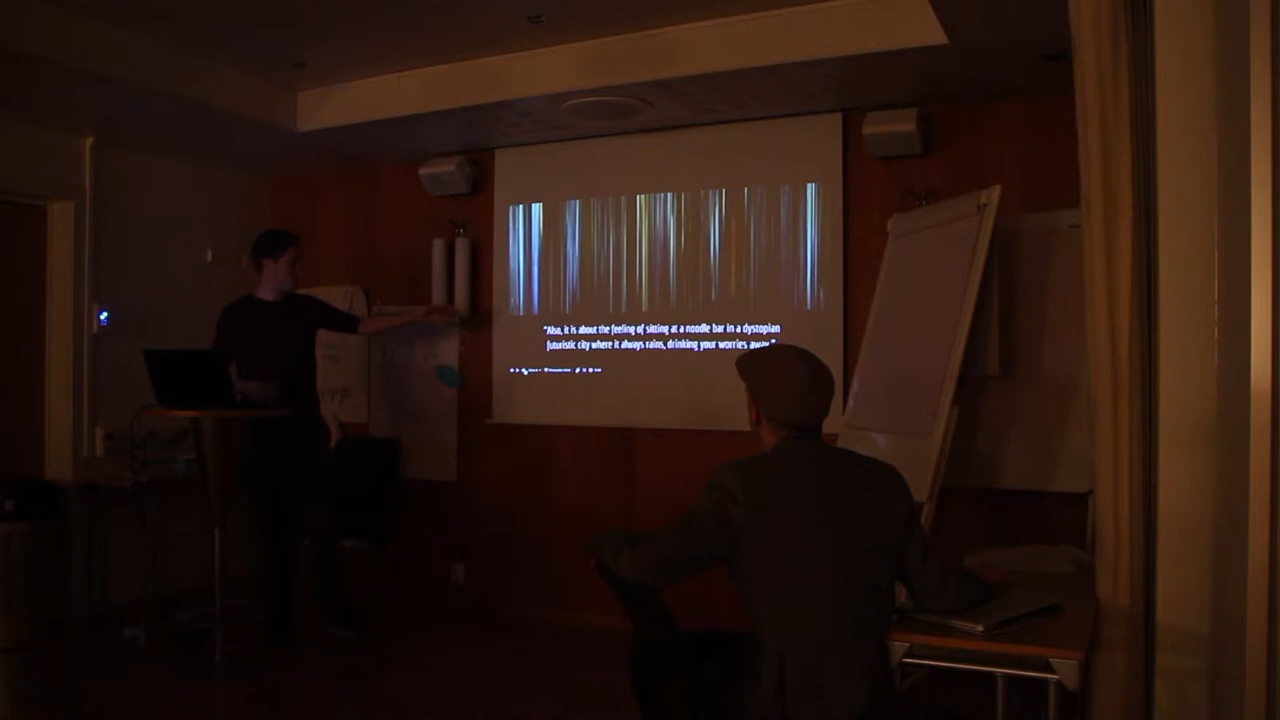 "Also, it is about the feeling of sitting at a noodle bar in a dystopian
futuristic city where it always rains, drinking your worries away."